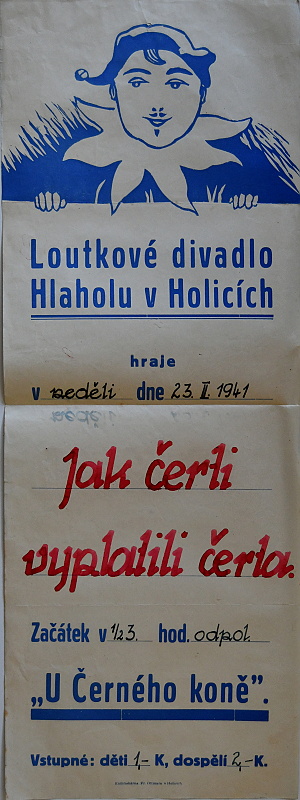 Loutkové divadlo
Hlaholu v Holicích
hraje
v neděli dne 23. II. 1941
Jak čerti
vyplatili čerta.
Začátek v 1/2 3. hod. odpol.
„U Černého koně”.
Vstupné: děti 1,- K, dospělí 2,- K.